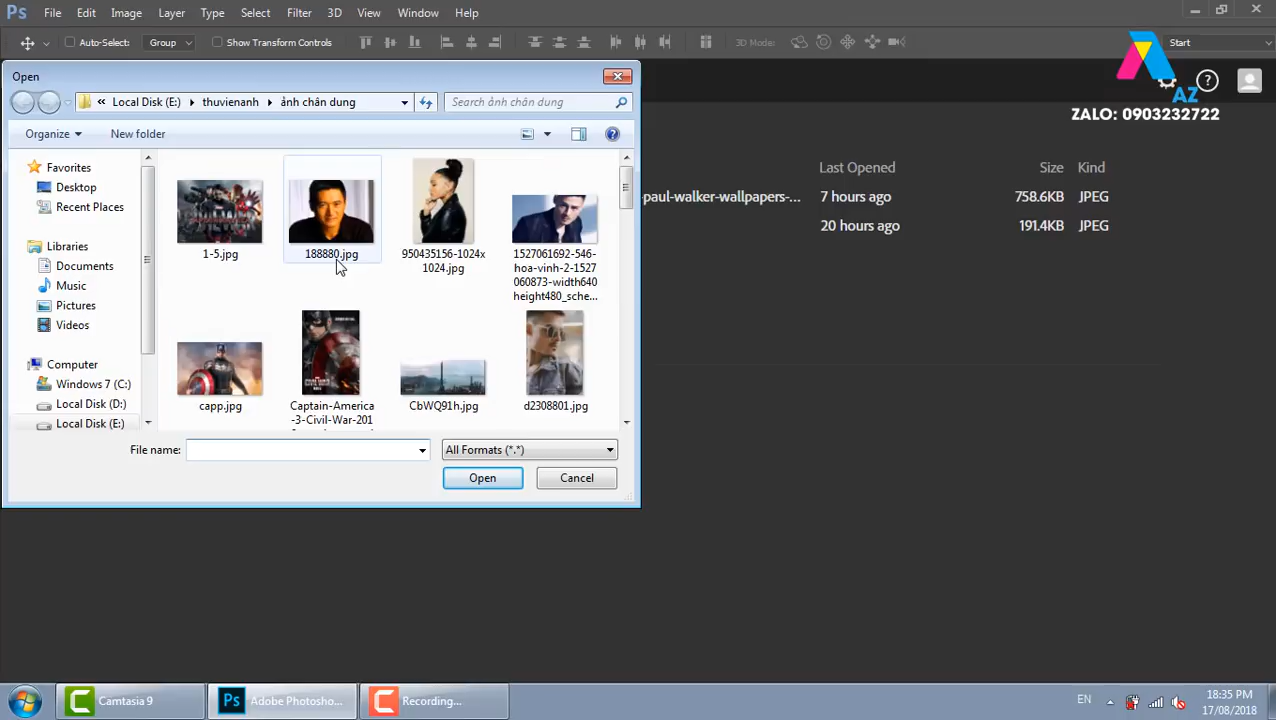 Ps File Edit Image Layer Type Select Filter 3D View Window Help
Auto-Select: Group Show Transform Controls 3D Mode: Start
Open
AZ
« Local Disk (E:) thuvienanh ảnh chân dung Search ảnh chân dung
ZALO: 0903232722
Organize New folder
Favorites
Desktop
Recent Places
Libraries
Documents
Music
Pictures
Videos
Computer
Windows 7 (C:)
Local Disk (D:)
Local Disk (E:)
1-5.jpg
188880.jpg
950435156-1024x
1024.jpg
1527061692-546-
hoa-vinh-2-1527
060873-width640
height480_sche...
capp.jpg
Captain-America
-3-Civil-War-201
CbWQ91h.jpg
d2308801.jpg
File name: All Formats (*.*)
Open Cancel
Last Opened Size Kind
-paul-walker-wallpapers-... 7 hours ago 758.6KB JPEG
20 hours ago 191.4KB JPEG
Camtasia 9 Ps Adobe Photosho... Recording... EN 18:35 PM
17/08/2018